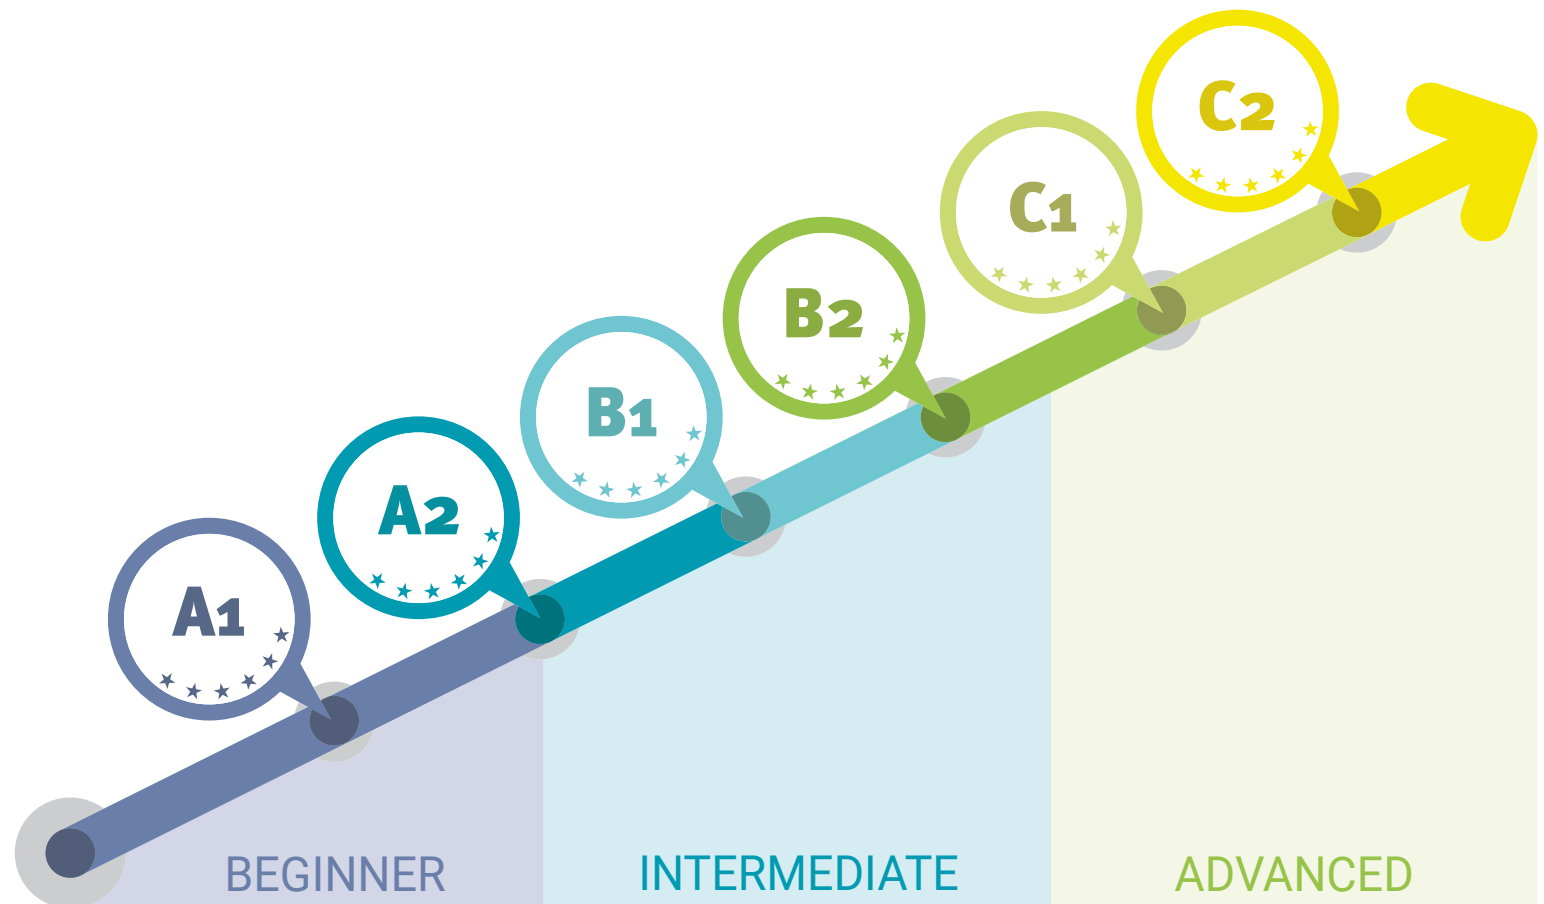 C2
C1
B2
B1
A2
A1
BEGINNER
INTERMEDIATE
ADVANCED